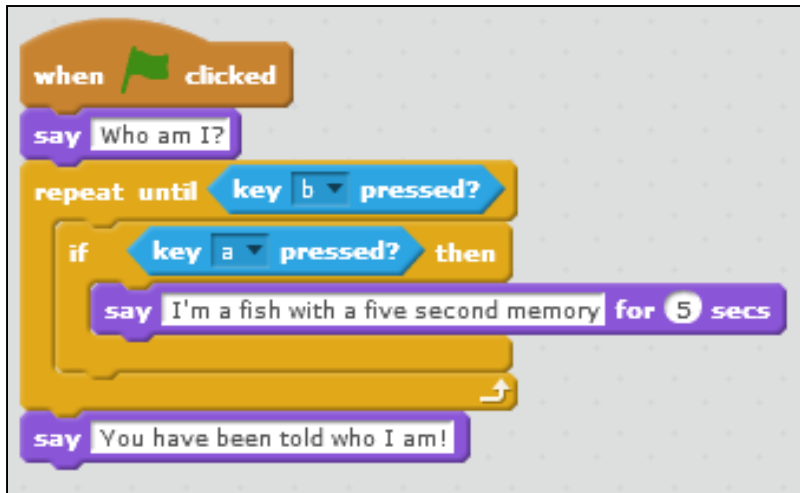 when clicked
say Who am I?
repeat until key b pressed?
if key a pressed? then
say I'm a fish with a five second memory for 5 secs
say You have been told who I am!